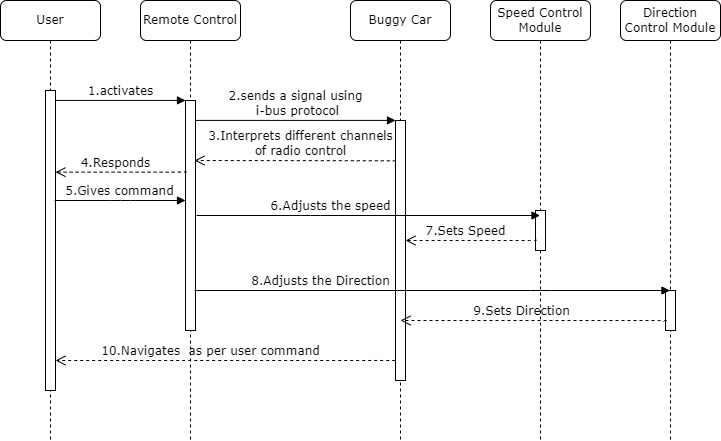 User
Remote Control
Buggy Car
Speed Control
Module
Direction
Control Module
1.activates
2.sends a signal using
i-bus protocol
3.Interprets different channels
of radio control
4.Responds
5.Gives command
6.Adjusts the speed
7.Sets Speed
8.Adjusts the Direction
9.Sets Direction
10.Navigates  as per user command